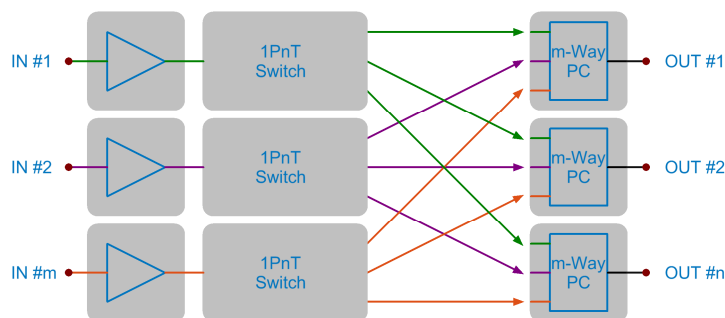 IN #1
1PnT
Switch
m-Way
PC
OUT #1
IN #2
1PnT
Switch
m-Way
PC
OUT #2
IN #m
1PnT
Switch
m-Way
PC
OUT #n